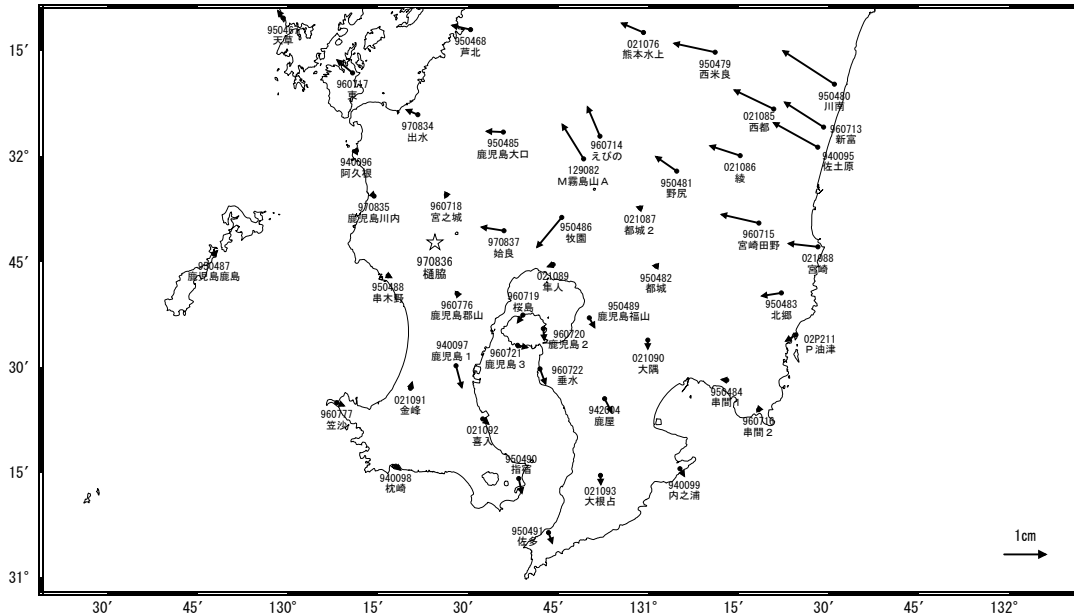 15′
32°
45′
30′
15′
31°
30′
45′
130°
15′
30′
45′
131°
15′
30′
45′
132°
1cm
天草
950468
芦北
021076
熊本水上
950479
西米良
950480
川南
960717
東
970834
出水
950485
鹿児島大口
960714
えびの
129082
M霧島山A
021085
西都
960713
新富
940095
佐土原
940096
阿久根
950481
野尻
021086
綾
970835
鹿児島川内
960718
宮之城
950486
牧園
021087
都城2
960715
宮崎田野
970837
姶良
970836
樋脇
021088
宮崎
950487
鹿児島鹿島
950488
串木野
021089
隼人
950482
都城
950483
北郷
960776
鹿児島郡山
960719
桜島
950489
鹿児島福山
960720
鹿児島2
960721
鹿児島3
940097
鹿児島1
021090
大隅
02P211
P油津
960722
垂水
950484
串間1
021091
金峰
960777
笠沙
942004
鹿屋
960716
串間2
021092
喜入
940098
枕崎
950490
指宿
021093
大根占
940099
内之浦
950491
佐多